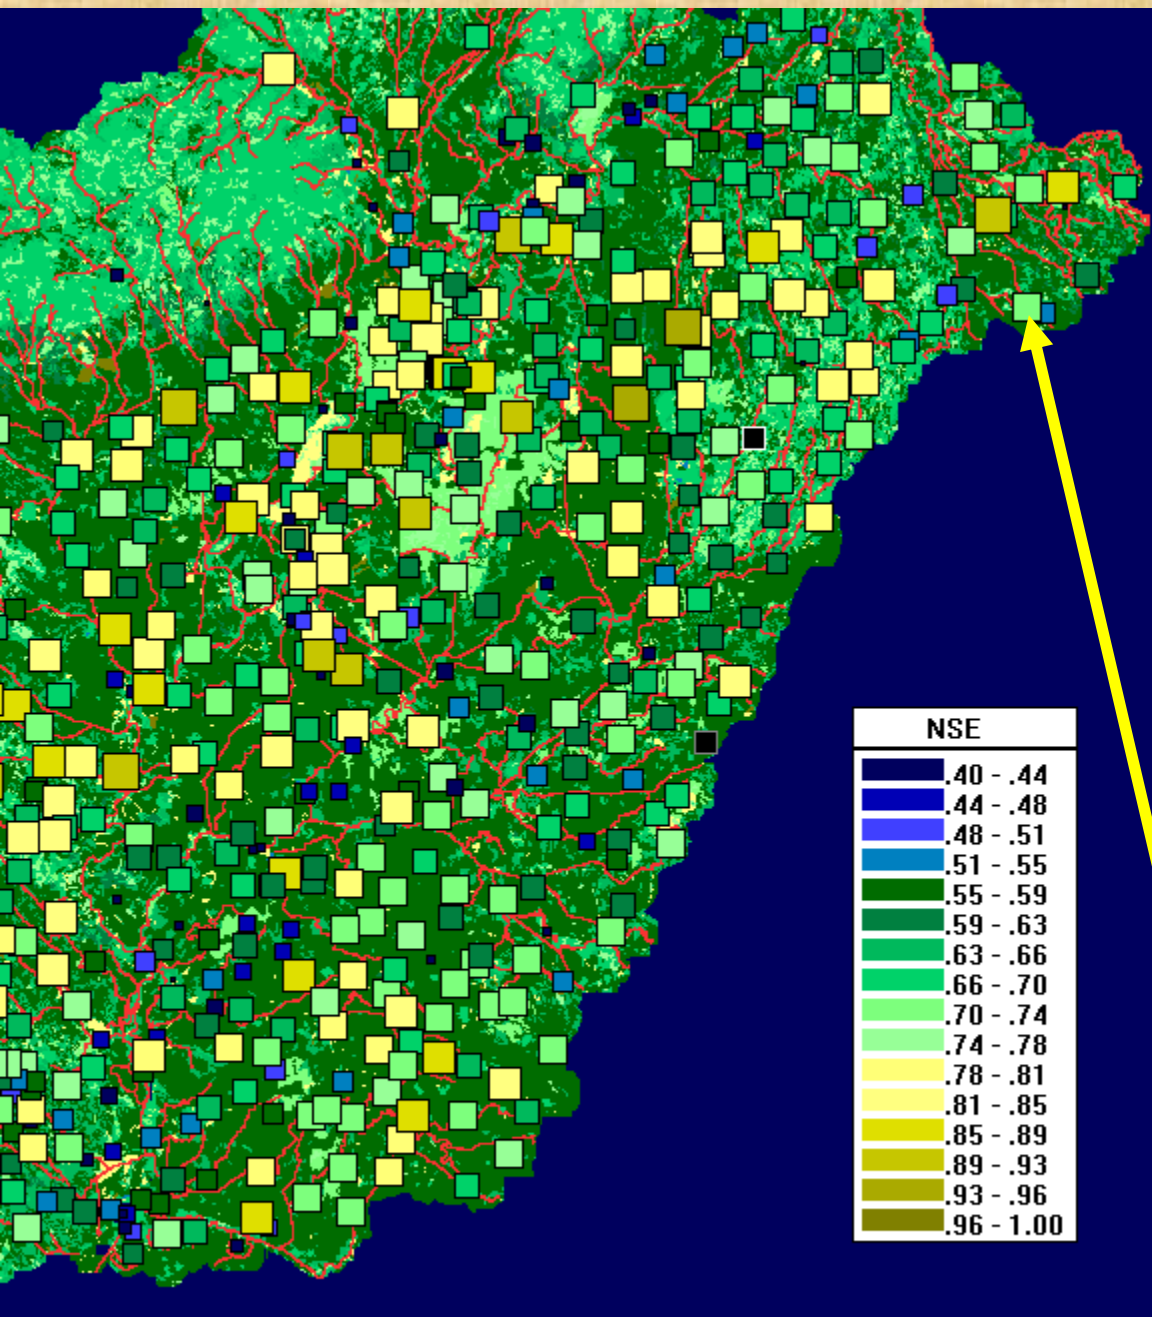 NSE
.40 - .44
.44 - .48
.48 - .51
.51 - .55
.55 - .59
.59 - .63
.63 - .66
.66 - .70
.70 - .74
.74 - .78
.78 - .81
.81 - .85
.85 - .89
.89 - .93
.93 - .96
.96 - 1.00